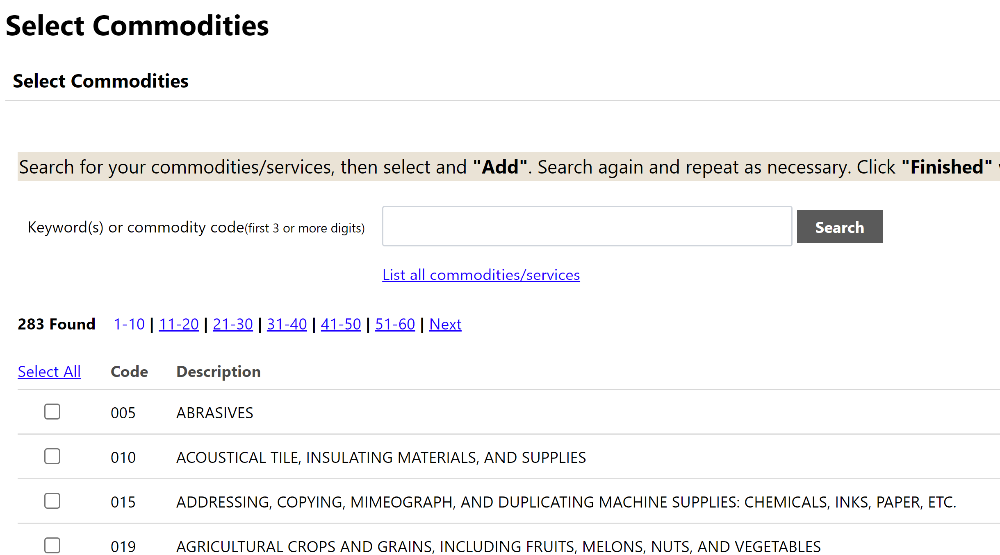 Select Commodities
Select Commodities
Search for your commodities/services, then select and "Add". Search again and repeat as necessary. Click "Finished"
Keyword(s) or commodity code(first 3 or more digits)
Search
List all commodities/services
283 Found 1-10 | 11-20 | 21-30 | 31-40 | 41-50 | 51-60 | Next
Select All Code Description
005 ABRASIVES
010 ACOUSTICAL TILE, INSULATING MATERIALS, AND SUPPLIES
015 ADDRESSING, COPYING, MIMEOGRAPH, AND DUPLICATING MACHINE SUPPLIES: CHEMICALS, INKS, PAPER, ETC.
019 AGRICULTURAL CROPS AND GRAINS, INCLUDING FRUITS, MELONS, NUTS, AND VEGETABLES